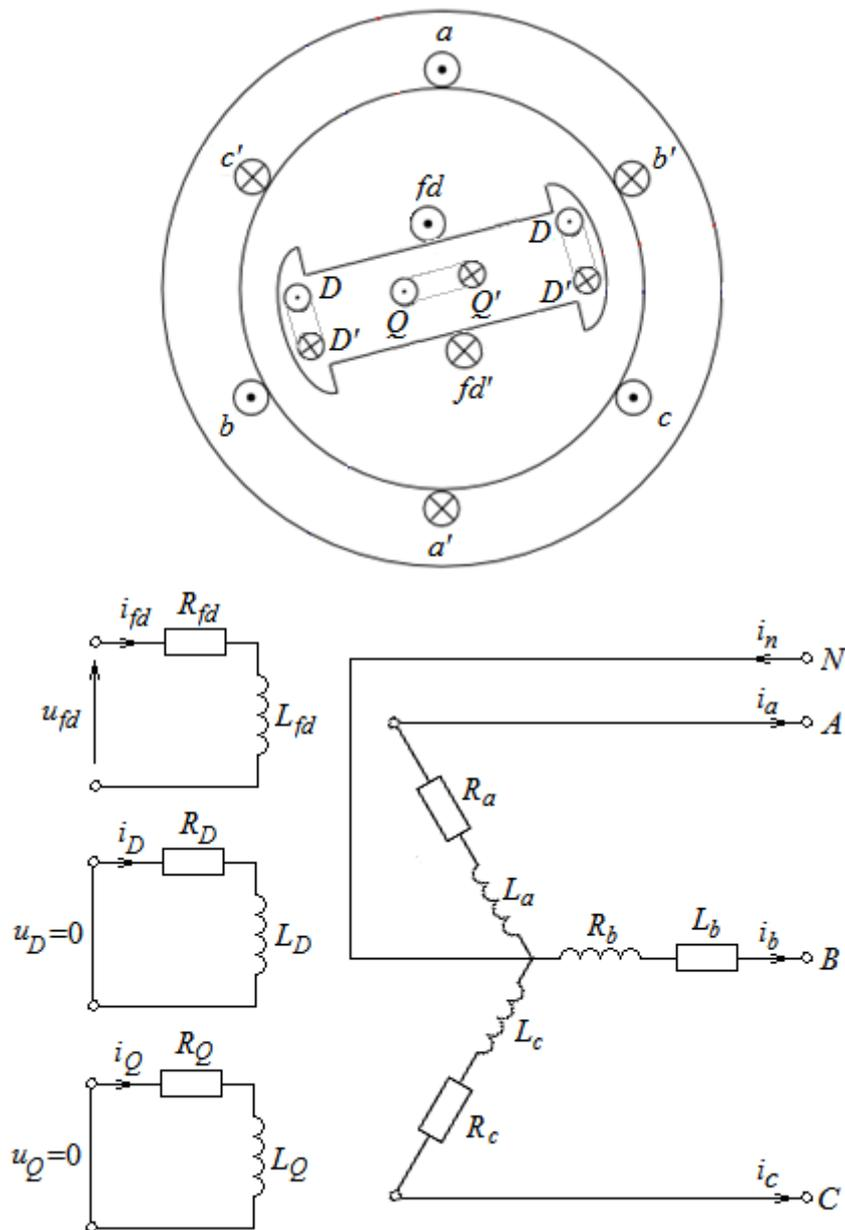 a
c'
b'
fd
D
D
Q'
D'
Q
D'
fd'
b
c
a'
i_fd R_fd
i_n
N
u_fd
L_fd
i_a
A
R_a
i_D R_D
L_a
u_D=0
L_D
R_b
L_b
i_b
B
L_c
i_Q R_Q
R_c
u_Q=0
L_Q
i_c
C